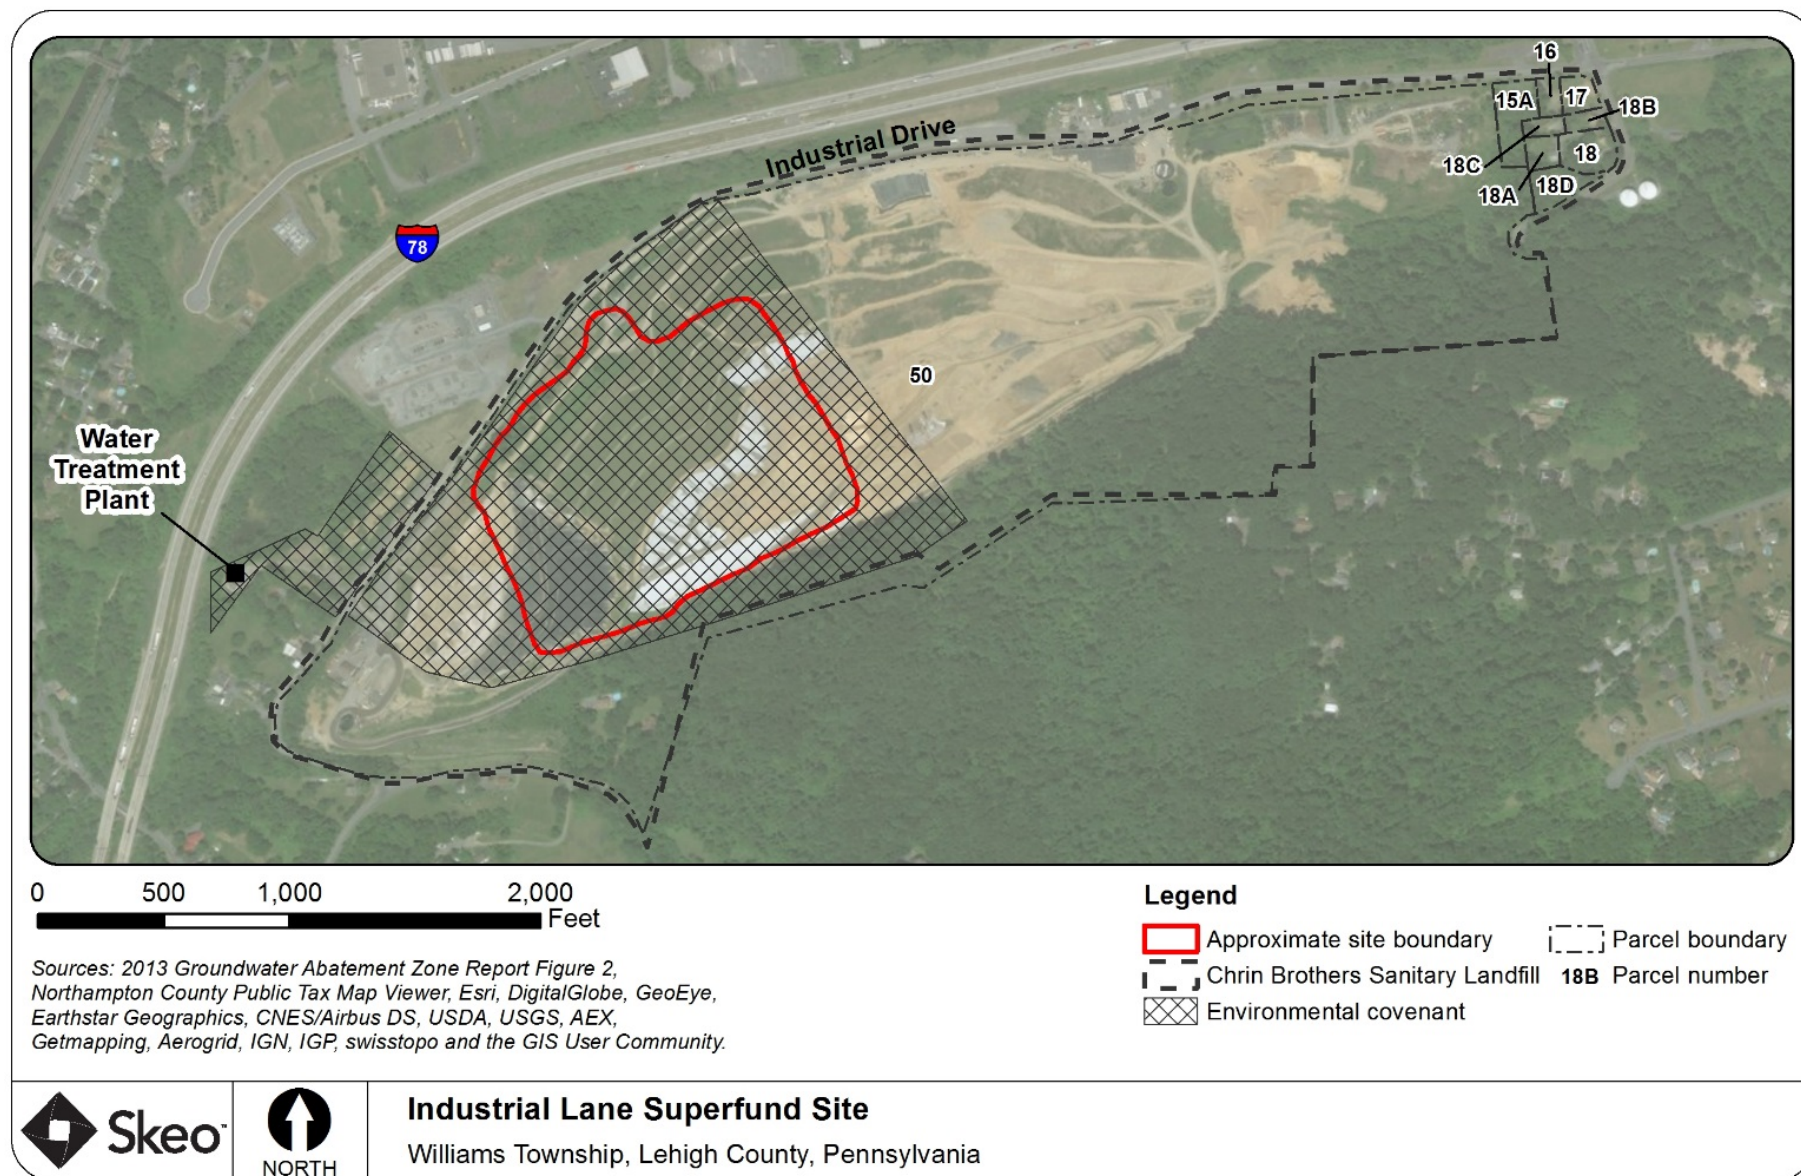 16
15A
17
18B
Industrial Drive
18C
18
18A
18D
78
50
Water
Treatment
Plant
0 500 1,000 2,000
Feet
Legend
Approximate site boundary
Parcel boundary
Chrin Brothers Sanitary Landfill
18B Parcel number
Environmental covenant
Sources: 2013 Groundwater Abatement Zone Report Figure 2,
Northampton County Public Tax Map Viewer, Esri, DigitalGlobe, GeoEye,
Earthstar Geographics, CNES/Airbus DS, USDA, USGS, AEX,
Getmapping, Aerogrid, IGN, IGP, swisstopo and the GIS User Community.
Skeo
NORTH
Industrial Lane Superfund Site
Williams Township, Lehigh County, Pennsylvania